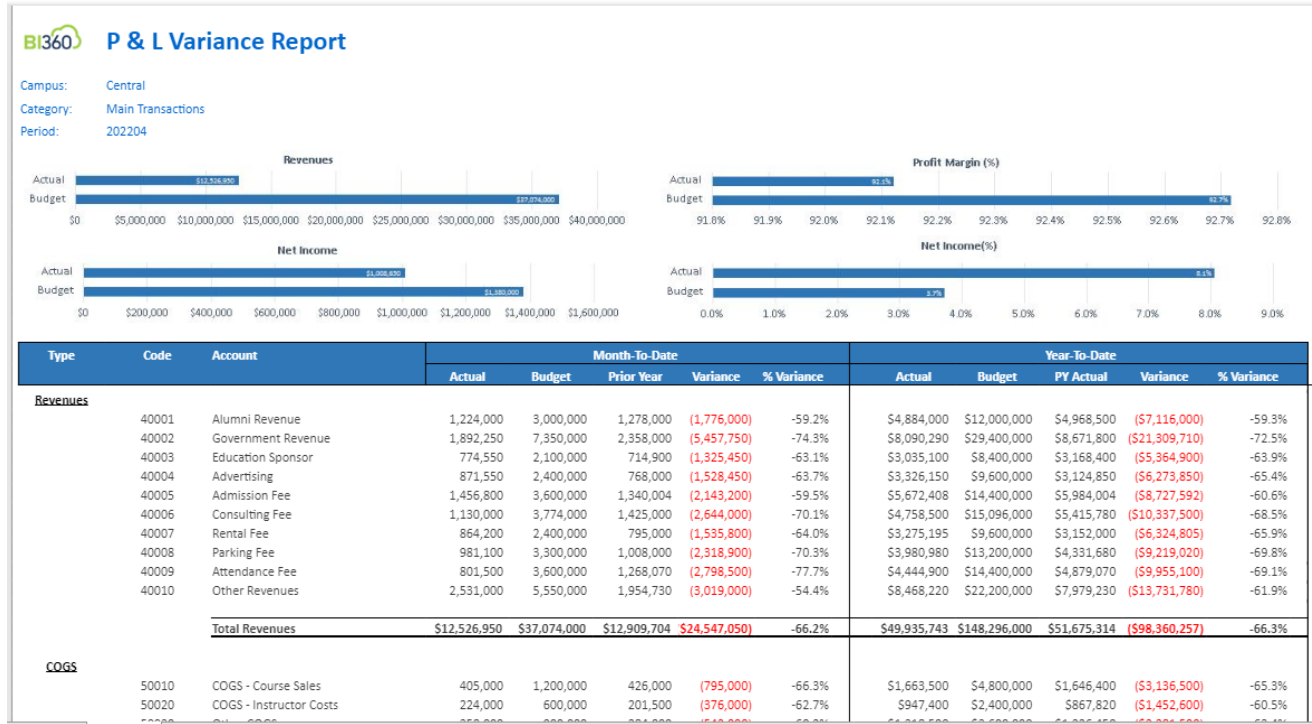 BI360 P & L Variance Report
Campus: Central
Category: Main Transactions
Period: 202204
Revenues
Actual $12,526,950
Budget $37,074,000
$0 $5,000,000 $10,000,000 $15,000,000 $20,000,000 $25,000,000 $30,000,000 $35,000,000 $40,000,000
Profit Margin (%)
Actual 92.1%
Budget 92.7%
91.8% 91.9% 92.0% 92.1% 92.2% 92.3% 92.4% 92.5% 92.6% 92.7% 92.8%
Net Income
Actual $1,008,630
Budget $1,380,000
$0 $200,000 $400,000 $600,000 $800,000 $1,000,000 $1,200,000 $1,400,000 $1,600,000
Net Income(%)
Actual 8.1%
Budget 3.7%
0.0% 1.0% 2.0% 3.0% 4.0% 5.0% 6.0% 7.0% 8.0% 9.0%
Type Code Account Month-To-Date Year-To-Date
Actual Budget Prior Year Variance % Variance Actual Budget PY Actual Variance % Variance
Revenues
40001 Alumni Revenue 1,224,000 3,000,000 1,278,000 (1,776,000) -59.2% $4,884,000 $12,000,000 $4,968,500 ($7,116,000) -59.3%
40002 Government Revenue 1,892,250 7,350,000 2,358,000 (5,457,750) -74.3% $8,090,290 $29,400,000 $8,671,800 ($21,309,710) -72.5%
40003 Education Sponsor 774,550 2,100,000 714,900 (1,325,450) -63.1% $3,035,100 $8,400,000 $3,168,400 ($5,364,900) -63.9%
40004 Advertising 871,550 2,400,000 768,000 (1,528,450) -63.7% $3,326,150 $9,600,000 $3,124,850 ($6,273,850) -65.4%
40005 Admission Fee 1,456,800 3,600,000 1,340,004 (2,143,200) -59.5% $5,672,408 $14,400,000 $5,984,004 ($8,727,592) -60.6%
40006 Consulting Fee 1,130,000 3,774,000 1,425,000 (2,644,000) -70.1% $4,758,500 $15,096,000 $5,415,780 ($10,337,500) -68.5%
40007 Rental Fee 864,200 2,400,000 795,000 (1,535,800) -64.0% $3,275,195 $9,600,000 $3,152,000 ($6,324,805) -65.9%
40008 Parking Fee 981,100 3,300,000 1,008,000 (2,318,900) -70.3% $3,980,980 $13,200,000 $4,331,680 ($9,219,020) -69.8%
40009 Attendance Fee 801,500 3,600,000 1,268,070 (2,798,500) -77.7% $4,444,900 $14,400,000 $4,879,070 ($9,955,100) -69.1%
40010 Other Revenues 2,531,000 5,550,000 1,954,730 (3,019,000) -54.4% $8,468,220 $22,200,000 $7,979,230 ($13,731,780) -61.9%
Total Revenues $12,526,950 $37,074,000 $12,909,704 $24,547,050) -66.2% $49,935,743 $148,296,000 $51,675,314 ($98,360,257) -66.3%
COGS
50010 COGS - Course Sales 405,000 1,200,000 426,000 (795,000) -66.3% $1,663,500 $4,800,000 $1,646,400 ($3,136,500) -65.3%
50020 COGS - Instructor Costs 224,000 600,000 201,500 (376,000) -62.7% $947,400 $2,400,000 $867,820 ($1,452,600) -60.5%